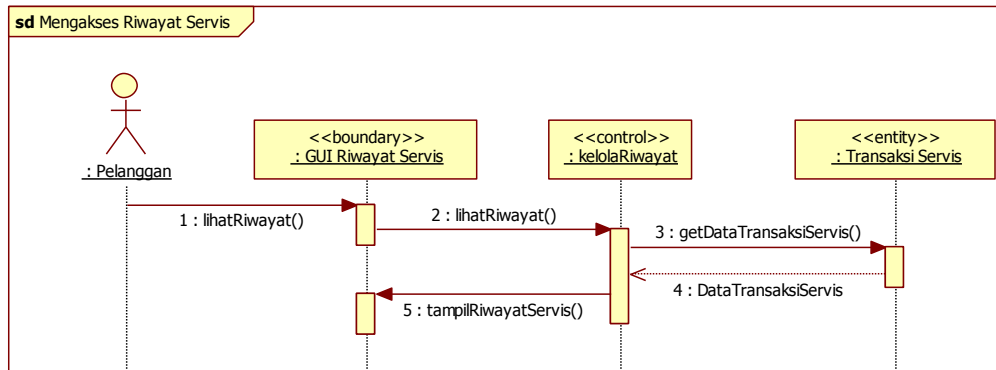 sd Mengakses Riwayat Servis
: Pelanggan
<<boundary>>
: GUI Riwayat Servis
<<control>>
: kelolaRiwayat
<<entity>>
: Transaksi Servis
1 : lihatRiwayat()
2 : lihatRiwayat()
3 : getDataTransaksiServis()
4 : DataTransaksiServis
5 : tampilRiwayatServis()